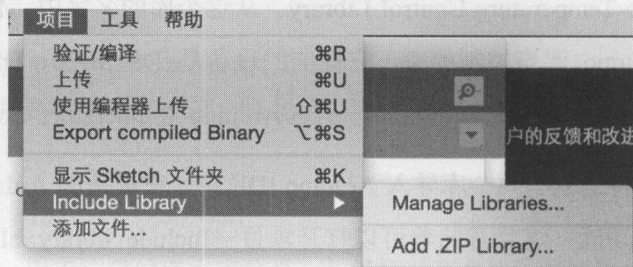 项目 工具 帮助
验证/编译 ⌘R
上传 ⌘U
使用编程器上传 ⇧⌘U
Export compiled Binary ⌥⌘S
户的反馈和改进
显示 Sketch 文件夹 ⌘K
Include Library ▶
Manage Libraries...
添加文件...
Add .ZIP Library...